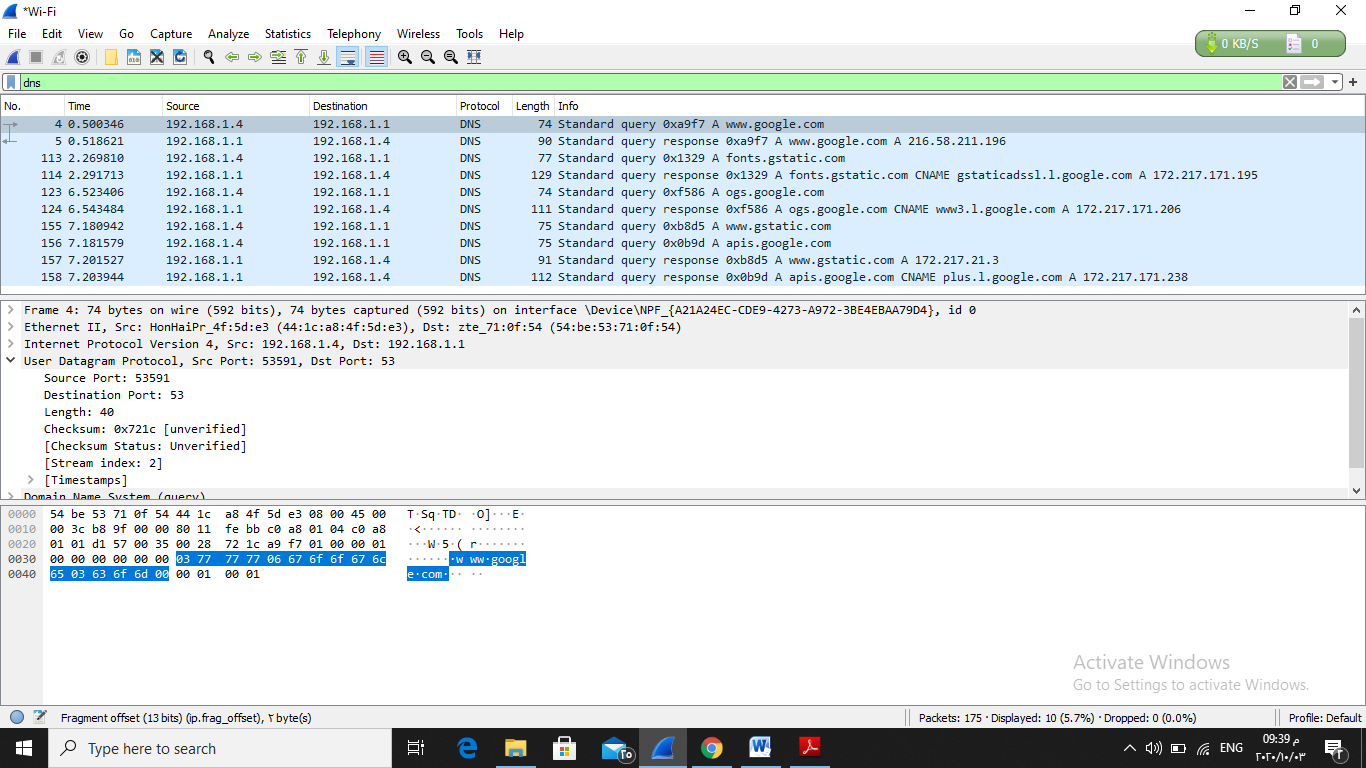 *Wi-Fi
File Edit View Go Capture Analyze Statistics Telephony Wireless Tools Help
0 KB/S 0
dns
No. Time Source Destination Protocol Length Info
4 0.500346 192.168.1.4 192.168.1.1 DNS 74 Standard query 0xa9f7 A www.google.com
5 0.518621 192.168.1.1 192.168.1.4 DNS 90 Standard query response 0xa9f7 A www.google.com A 216.58.211.196
113 2.269810 192.168.1.4 192.168.1.1 DNS 77 Standard query 0x1329 A fonts.gstatic.com
114 2.291713 192.168.1.1 192.168.1.4 DNS 129 Standard query response 0x1329 A fonts.gstatic.com CNAME gstaticadssl.l.google.com A 172.217.171.195
123 6.523406 192.168.1.4 192.168.1.1 DNS 74 Standard query 0xf586 A ogs.google.com
124 6.543484 192.168.1.1 192.168.1.4 DNS 111 Standard query response 0xf586 A ogs.google.com CNAME www3.l.google.com A 172.217.171.206
155 7.180942 192.168.1.4 192.168.1.1 DNS 75 Standard query 0xb8d5 A www.gstatic.com
156 7.181579 192.168.1.4 192.168.1.1 DNS 75 Standard query 0x0b9d A apis.google.com
157 7.201527 192.168.1.1 192.168.1.4 DNS 91 Standard query response 0xb8d5 A www.gstatic.com A 172.217.21.3
158 7.203944 192.168.1.1 192.168.1.4 DNS 112 Standard query response 0x0b9d A apis.google.com CNAME plus.l.google.com A 172.217.171.238
Frame 4: 74 bytes on wire (592 bits), 74 bytes captured (592 bits) on interface \Device\NPF_{A21A24EC-CDE9-4273-A972-3BE4EBAA79D4}, id 0
Ethernet II, Src: HonHaiPr_4f:5d:e3 (44:1c:a8:4f:5d:e3), Dst: zte_71:0f:54 (54:be:53:71:0f:54)
Internet Protocol Version 4, Src: 192.168.1.4, Dst: 192.168.1.1
User Datagram Protocol, Src Port: 53591, Dst Port: 53
Source Port: 53591
Destination Port: 53
Length: 40
Checksum: 0x721c [unverified]
[Checksum Status: Unverified]
[Stream index: 2]
[Timestamps]
Domain Name System (query)
0000 54 be 53 71 0f 54 44 1c a8 4f 5d e3 08 00 45 00 T·Sq·TD· ·O]···E·
0010 00 3c b8 9f 00 00 80 11 fe bb c0 a8 01 04 c0 a8 ·<······ ········
0020 01 01 d1 57 00 35 00 28 72 1c a9 f7 01 00 00 01 ···W·5·( r·······
0030 00 00 00 00 00 00 03 77 77 77 06 67 6f 6f 67 6c ·······w ww·googl
0040 65 03 63 6f 6d 00 00 01 00 01 e·com··· ··
Activate Windows
Go to Settings to activate Windows.
Fragment offset (13 bits) (ip.frag_offset), ٢ byte(s) Packets: 175 · Displayed: 10 (5.7%) · Dropped: 0 (0.0%) Profile: Default
Type here to search ٢٥ W ENG 09:39 م
٢٠٢٠/١٠/٠٣ ٢